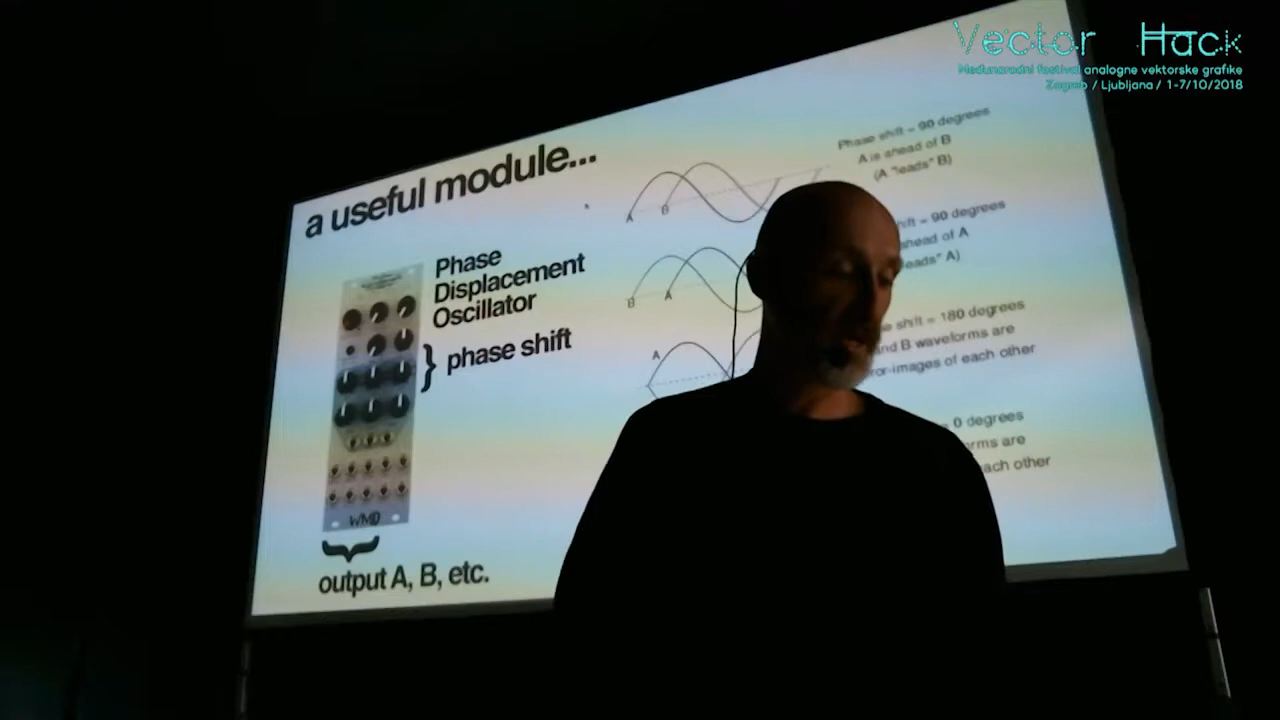 Vector Hack
Međunarodni festival analogne vektorske grafike
Zagreb / Ljubljana / 1-7/10/2018
a useful module...
Phase
Displacement
Oscillator
} phase shift
WMD
output A, B, etc.
A B
B A
A
Phase shift = 90 degrees
A is ahead of B
(A "leads" B)
shift = 90 degrees
ahead of A
"leads" A)
shift = 180 degrees
and B waveforms are
images of each other
0 degrees
are
each other